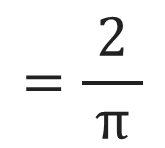 = 2/π